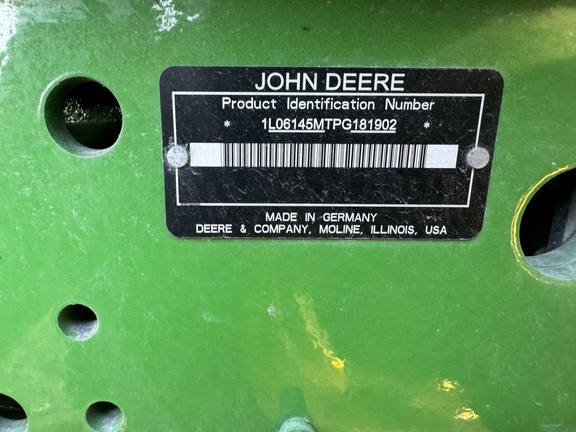 JOHN DEERE
Product Identification Number
* 1L06145MTPG181902 *
MADE IN GERMANY
DEERE & COMPANY, MOLINE, ILLINOIS, USA